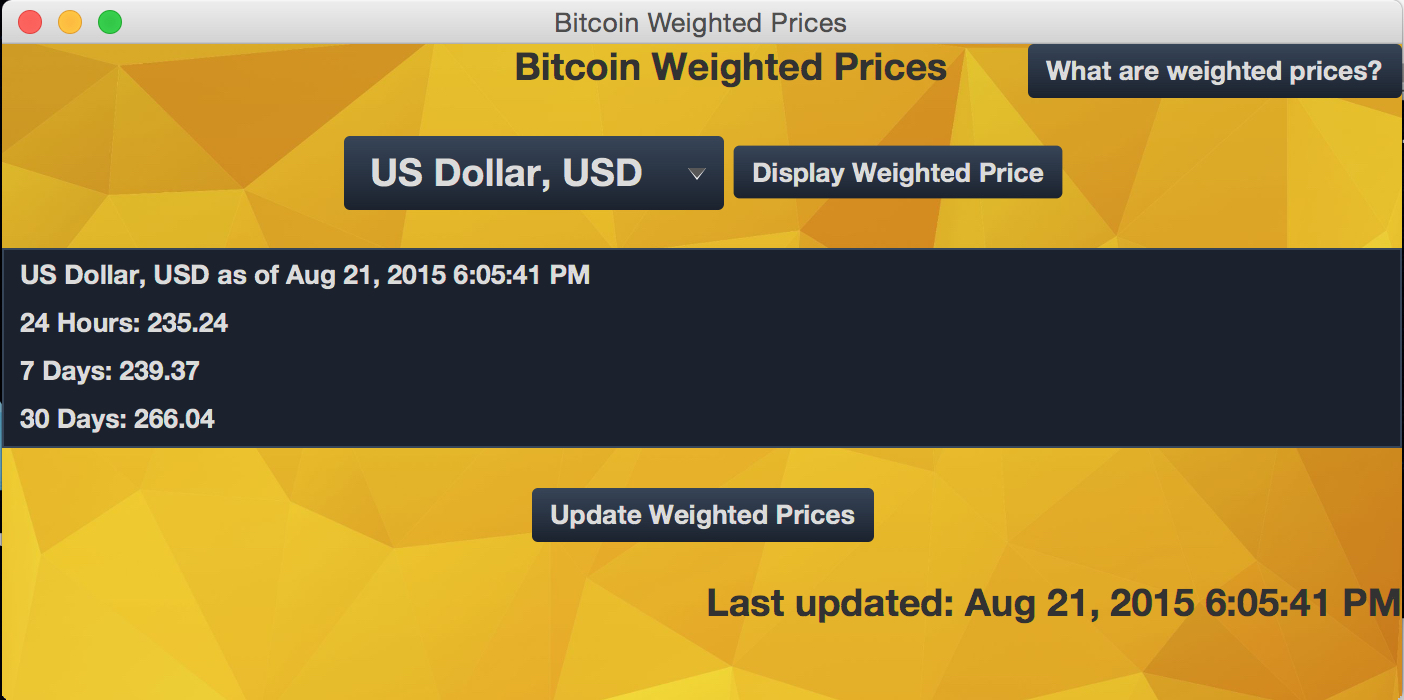 Bitcoin Weighted Prices
Bitcoin Weighted Prices
What are weighted prices?
US Dollar, USD
Display Weighted Price
US Dollar, USD as of Aug 21, 2015 6:05:41 PM
24 Hours: 235.24
7 Days: 239.37
30 Days: 266.04
Update Weighted Prices
Last updated: Aug 21, 2015 6:05:41 PM